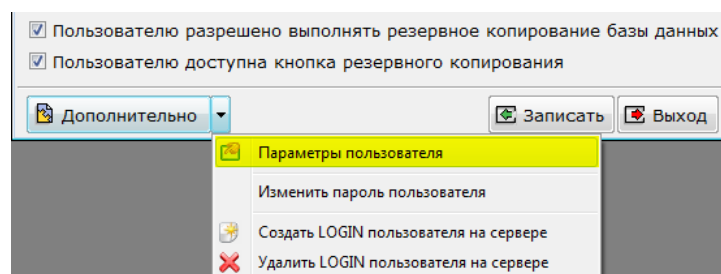 Пользователю разрешено выполнять резервное копирование базы данных
Пользователю доступна кнопка резервного копирования
Дополнительно
Записать
Выход
Параметры пользователя
Изменить пароль пользователя
Создать LOGIN пользователя на сервере
Удалить LOGIN пользователя на сервере